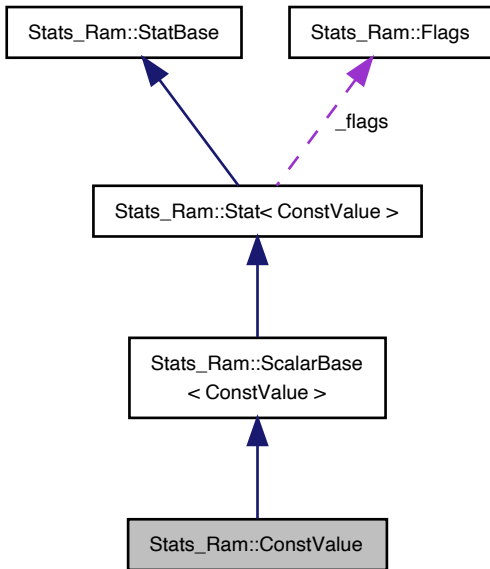 Stats_Ram::StatBase
Stats_Ram::Flags
_flags
Stats_Ram::Stat< ConstValue >
Stats_Ram::ScalarBase
< ConstValue >
Stats_Ram::ConstValue